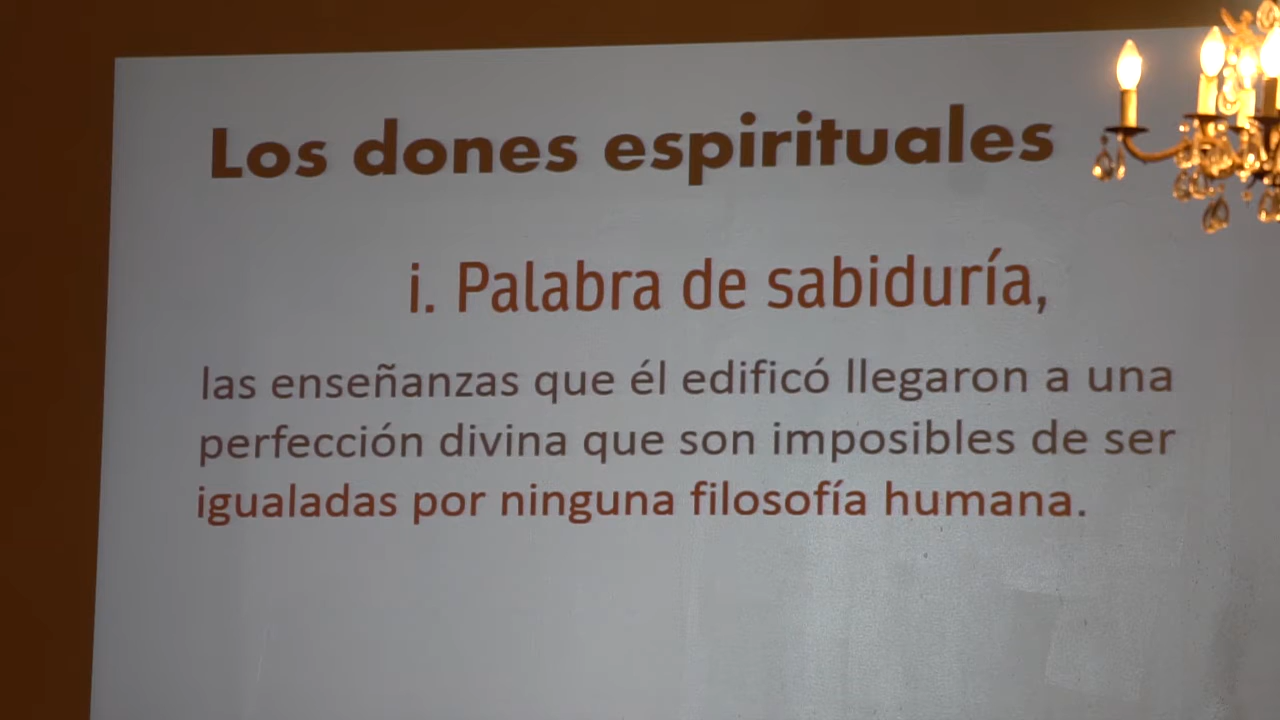 Los dones espirituales
i. Palabra de sabiduría,
las enseñanzas que él edificó llegaron a una
perfección divina que son imposibles de ser
igualadas por ninguna filosofía humana.